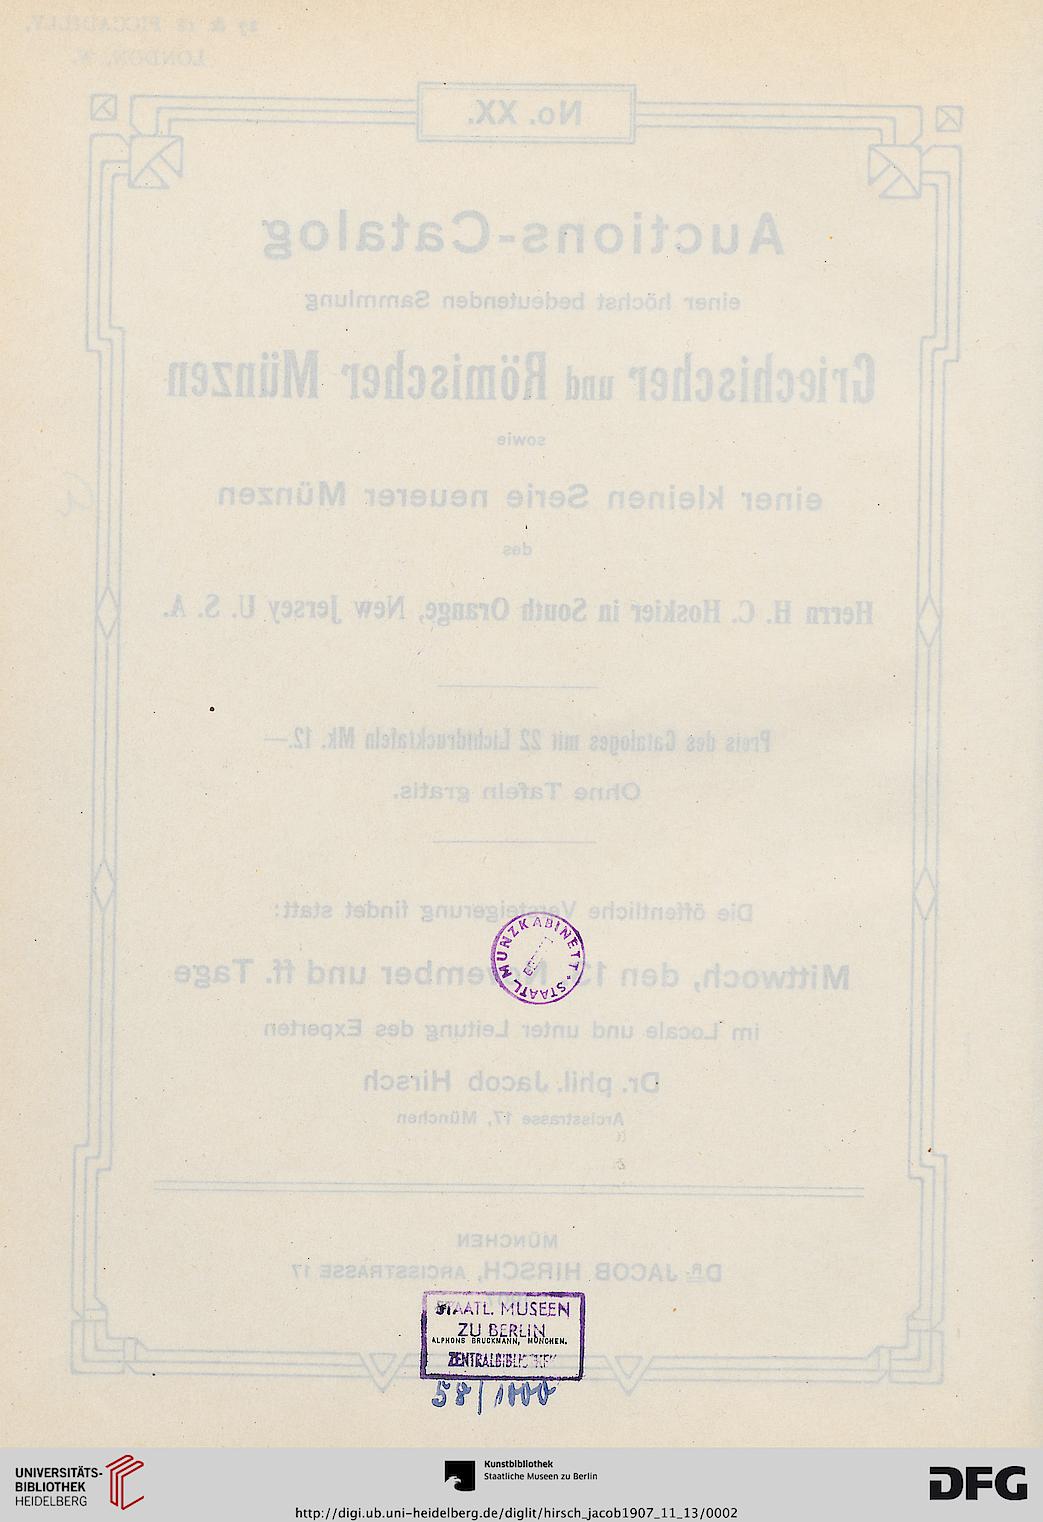 27 & 28 PICCADILLY,
LONDON, W.
No. XX.
Auctions-Catalog
einer höchst bedeutenden Sammlung
Griechischer und Römischer Münzen
sowie
einer kleinen Serie neuerer Münzen
des
Herrn H. C. Hoskier in South Orange, New Jersey U. S. A.
Preis des Cataloges mit 22 Lichtdrucktafeln Mk. 12.—
Ohne Tafeln gratis.
Die öffentliche Versteigerung findet statt:
Mittwoch, den 13. November und ff. Tage
im Locale und unter Leitung des Experten
Dr. phil. Jacob Hirsch
Arcisstrasse 17, München
MÜNZKABINETT · STAATL
MÜNCHEN
DR. JACOB HIRSCH, ARCISSTRASSE 17
STAATL. MUSEEN
ZU BERLIN
ALPHONS BRUCKMANN, MÜNCHEN.
ZENTRALBIBLIOTHEK
58/1000
UNIVERSITÄTS-
BIBLIOTHEK
HEIDELBERG
Kunstbibliothek
Staatliche Museen zu Berlin
DFG
http://digi.ub.uni-heidelberg.de/diglit/hirsch_jacob1907_11_13/0002